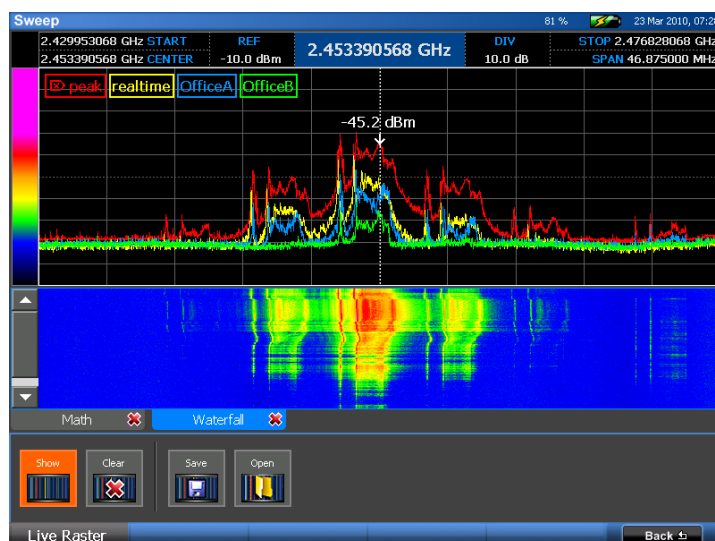 Sweep 81 % 23 Mar 2010, 07:28
2.429953068 GHz START REF 2.453390568 GHz DIV STOP 2.476828068 GHz
2.453390568 GHz CENTER -10.0 dBm 10.0 dB SPAN 46.875000 MHz
peak realtime OfficeA OfficeB
-45.2 dBm
Math Waterfall
Show Clear Save Open
Live Raster Back